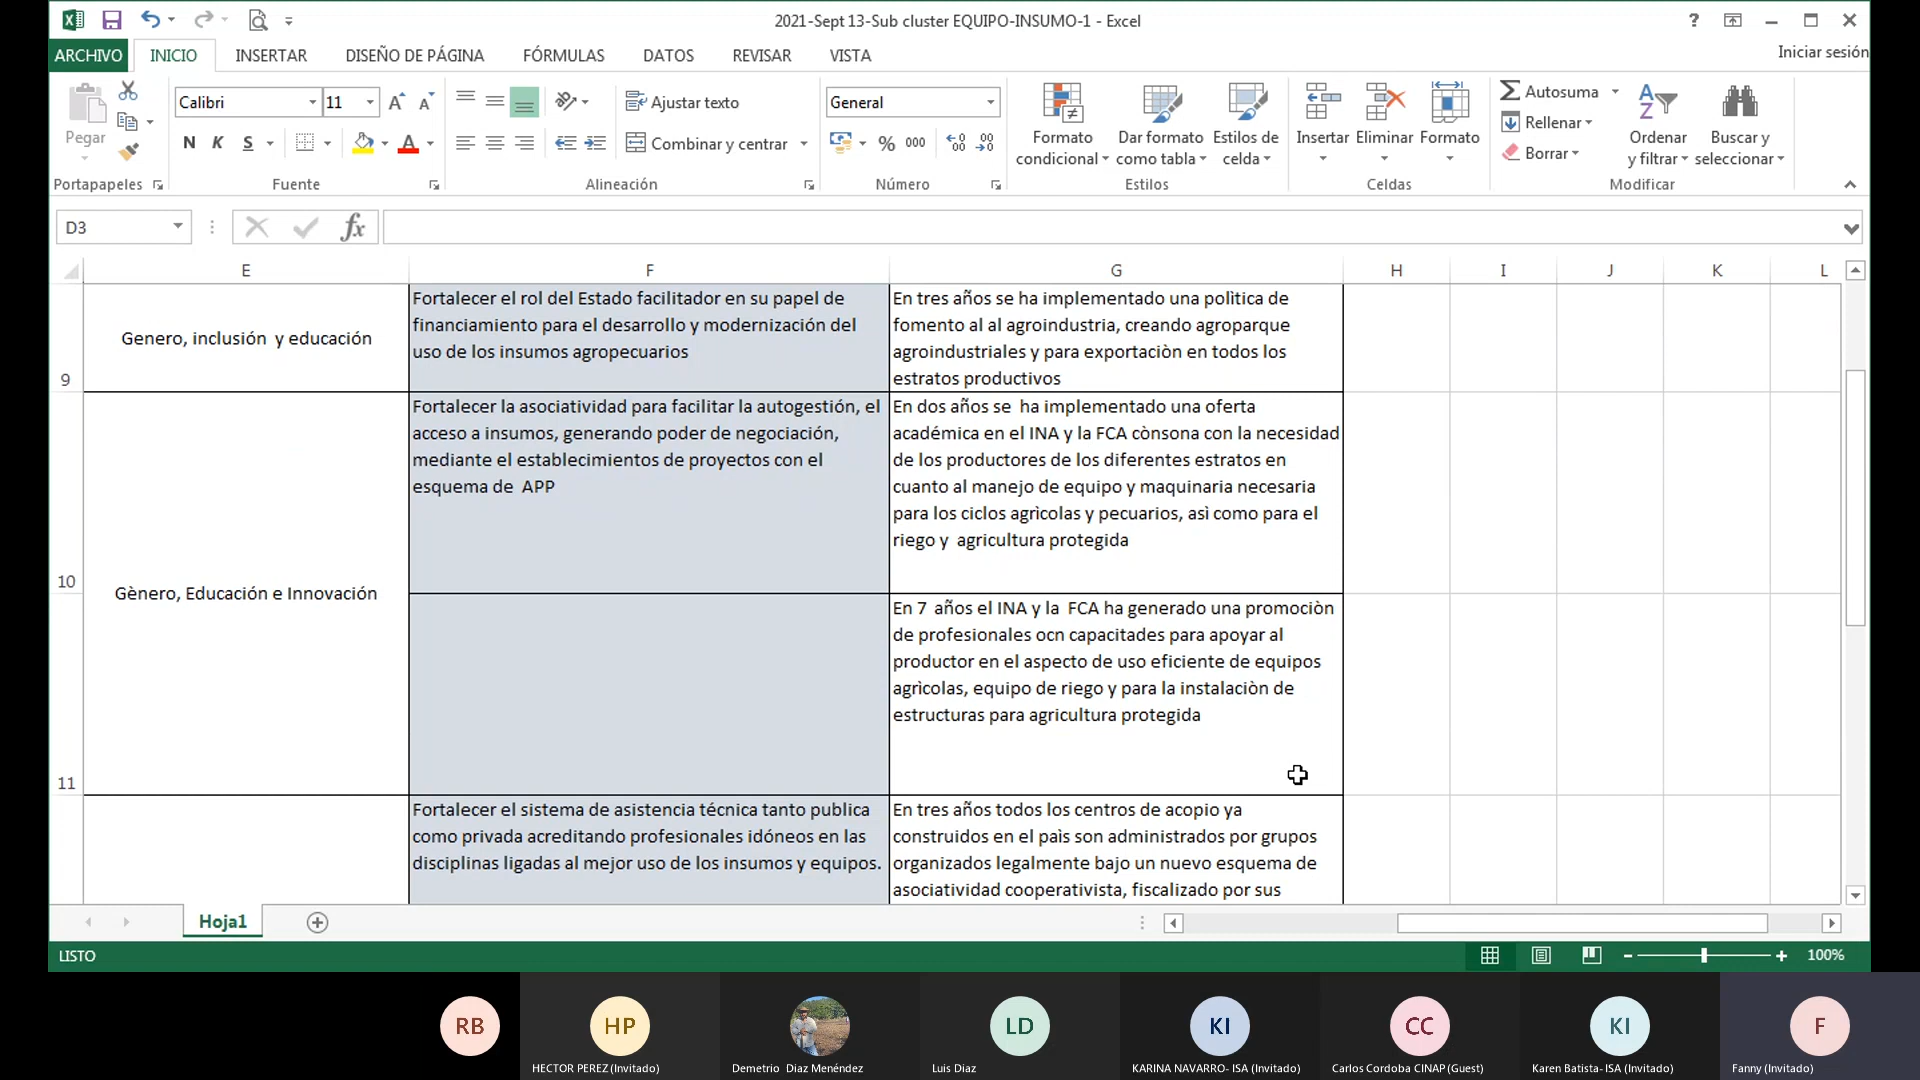 2021-Sept 13-Sub cluster EQUIPO-INSUMO-1 - Excel
?
ARCHIVO
INICIO
INSERTAR
DISEÑO DE PÁGINA
FÓRMULAS
DATOS
REVISAR
VISTA
Iniciar sesión
Pegar
Portapapeles
Calibri
11
N K S
Fuente
Ajustar texto
Combinar y centrar
Alineación
General
% 000
Número
Formato
condicional
Dar formato
como tabla
Estilos de
celda
Estilos
Insertar
Eliminar
Formato
Celdas
Autosuma
Rellenar
Borrar
Ordenar
y filtrar
Buscar y
seleccionar
Modificar
D3
fx
E F G H I J K L
9
Genero, inclusión  y educación
Fortalecer el rol del Estado facilitador en su papel de
financiamiento para el desarrollo y modernización del
uso de los insumos agropecuarios
En tres años se ha implementado una polìtica de
fomento al al agroindustria, creando agroparque
agroindustriales y para exportaciòn en todos los
estratos productivos
10
Gènero, Educación e Innovación
Fortalecer la asociatividad para facilitar la autogestión, el
acceso a insumos, generando poder de negociación,
mediante el establecimientos de proyectos con el
esquema de  APP
En dos años se  ha implementado una oferta
académica en el INA y la FCA cònsona con la necesidad
de los productores de los diferentes estratos en
cuanto al manejo de equipo y maquinaria necesaria
para los ciclos agrìcolas y pecuarios, asì como para el
riego y  agricultura protegida
11
En 7  años el INA y la  FCA ha generado una promociòn
de profesionales ocn capacitades para apoyar al
productor en el aspecto de uso eficiente de equipos
agrìcolas, equipo de riego y para la instalaciòn de
estructuras para agricultura protegida
Fortalecer el sistema de asistencia técnica tanto publica
como privada acreditando profesionales idóneos en las
disciplinas ligadas al mejor uso de los insumos y equipos.
En tres años todos los centros de acopio ya
construidos en el paìs son administrados por grupos
organizados legalmente bajo un nuevo esquema de
asociatividad cooperativista, fiscalizado por sus
Hoja1
LISTO
100%
RB
HP
LD
KI
CC
KI
F
HECTOR PEREZ (Invitado)
Demetrio  Diaz Menéndez
Luis Diaz
KARINA NAVARRO- ISA (Invitado)
Carlos Cordoba CINAP (Guest)
Karen Batista- ISA (Invitado)
Fanny (Invitado)